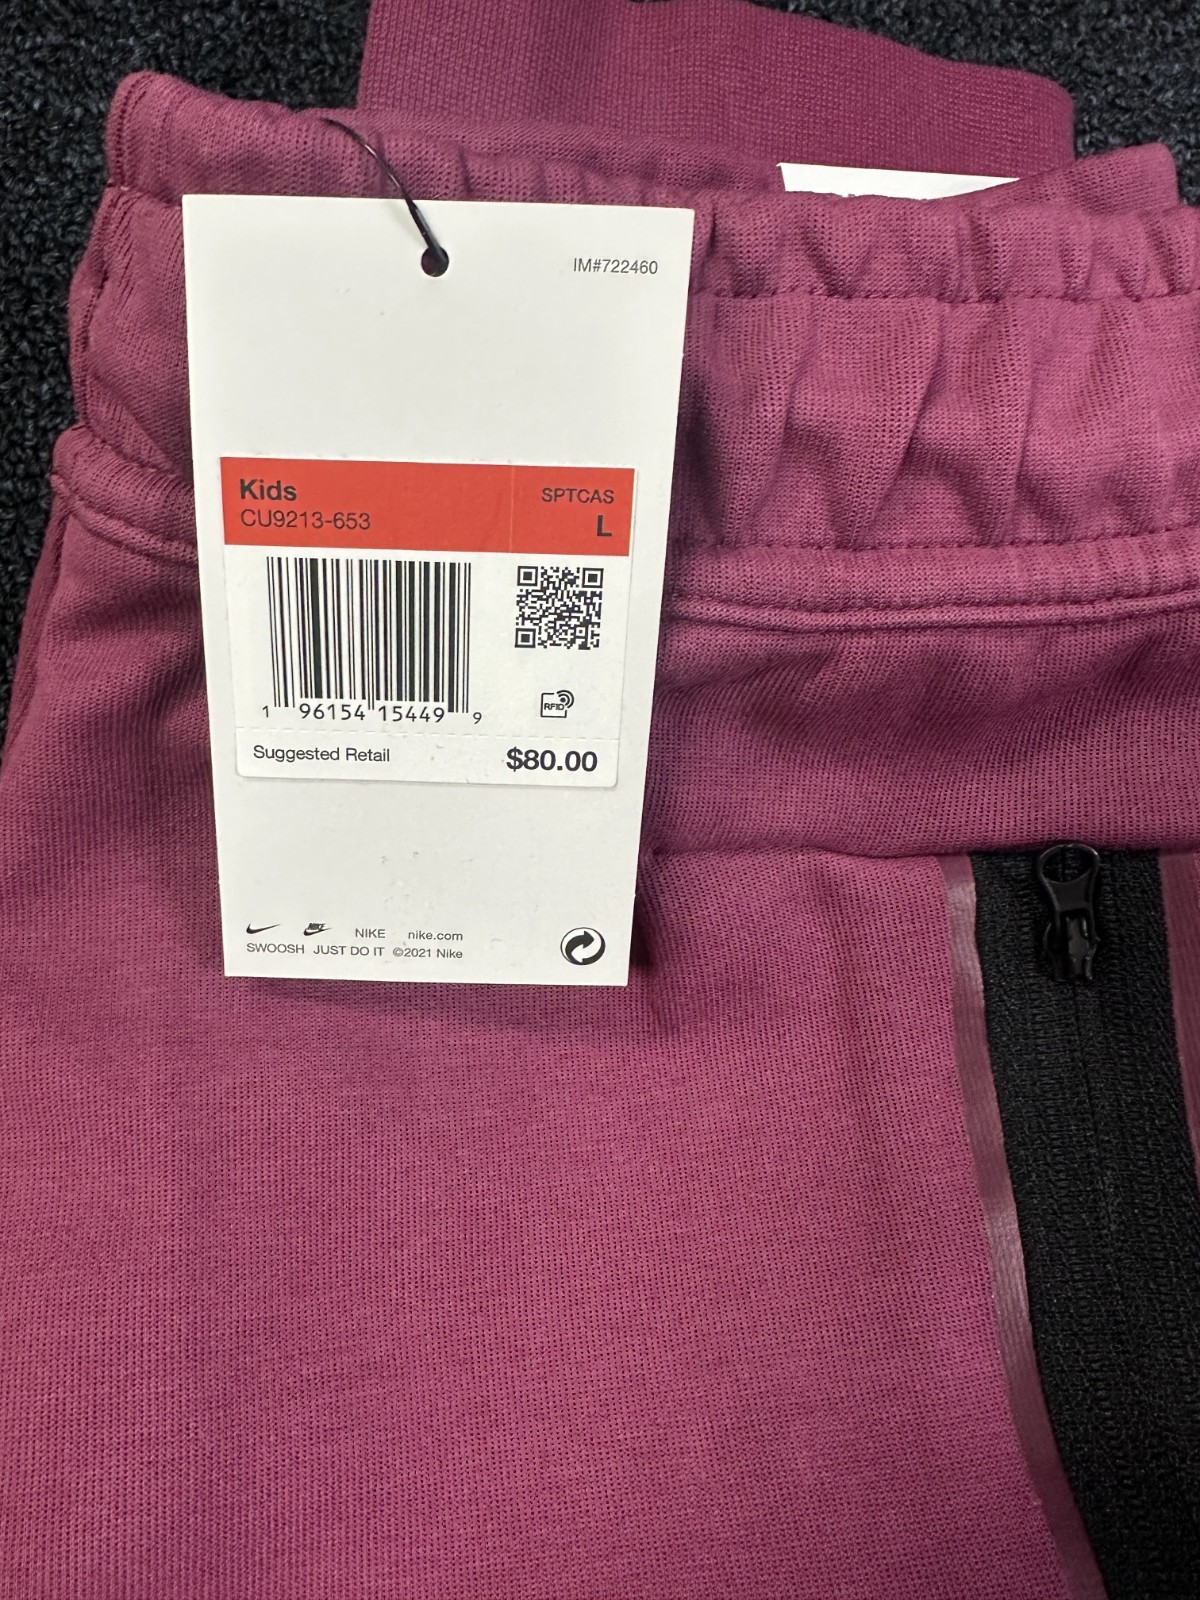 IM#722460
Kids SPTCAS
CU9213-653 L
1 96154 15449 9
RFID
Suggested Retail $80.00
NIKE NIKE nike.com
SWOOSH JUST DO IT ©2021 Nike